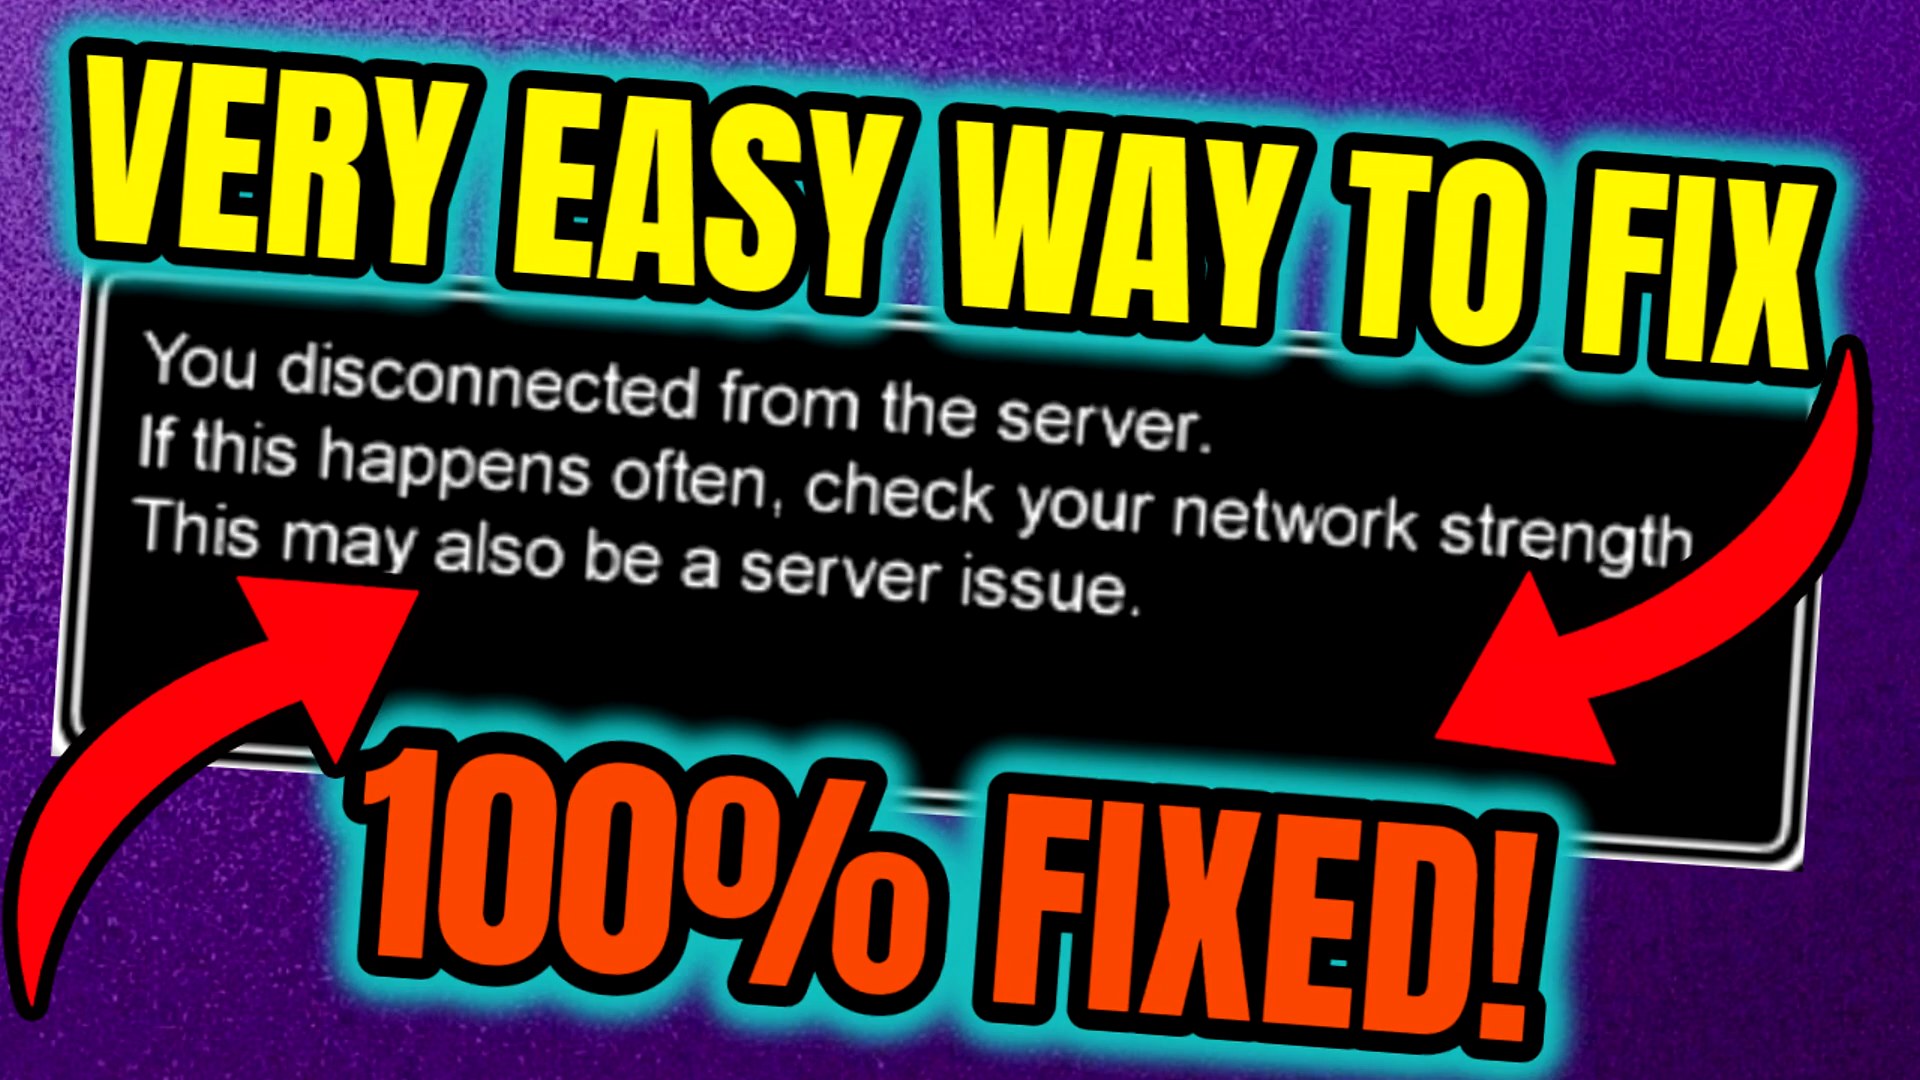 VERY EASY WAY TO FIX
You disconnected from the server.
If this happens often, check your network strength
This may also be a server issue.
100% FIXED!